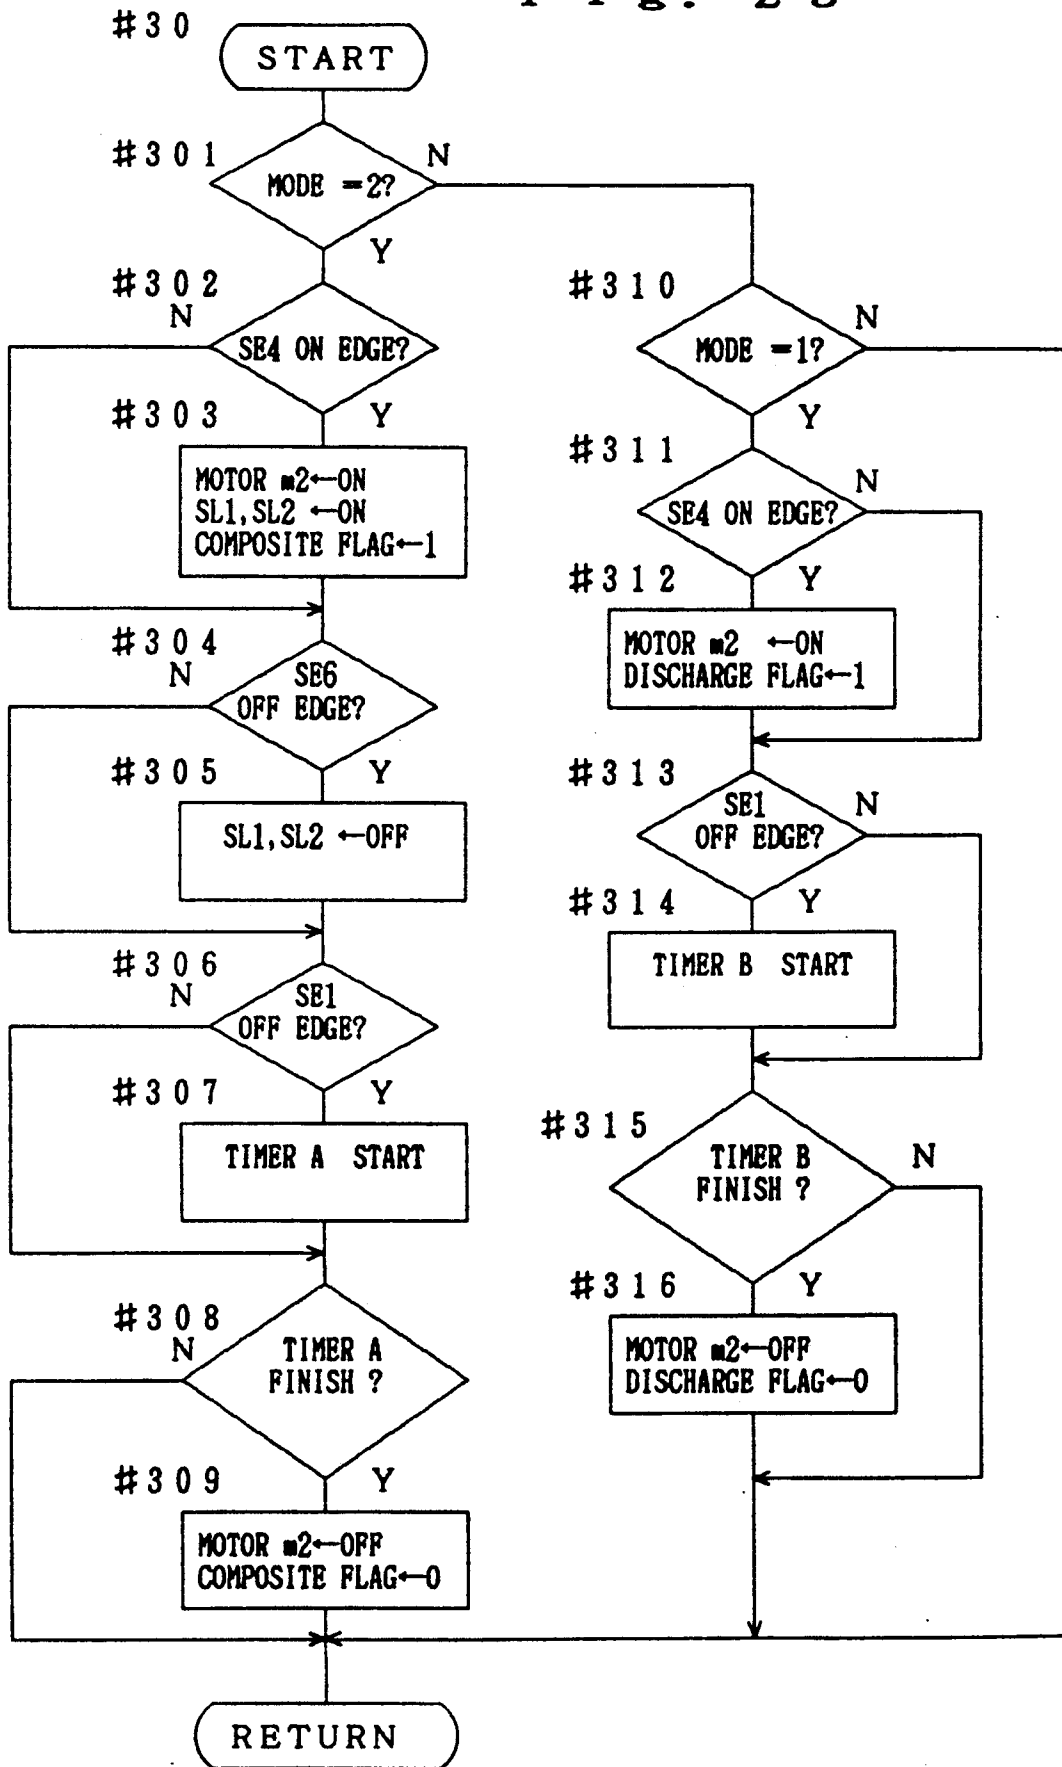 #30
START
#301
MODE =2?
N
Y
#302
N
SE4 ON EDGE?
Y
#303
MOTOR m2←ON
SL1,SL2 ←ON
COMPOSITE FLAG←1
#304
N
SE6
OFF EDGE?
Y
#305
SL1,SL2 ←OFF
#306
N
SE1
OFF EDGE?
Y
#307
TIMER A START
#308
N
TIMER A
FINISH ?
Y
#309
MOTOR m2←OFF
COMPOSITE FLAG←0
RETURN
#310
N
MODE =1?
Y
#311
N
SE4 ON EDGE?
Y
#312
MOTOR m2 ←ON
DISCHARGE FLAG←1
#313
N
SE1
OFF EDGE?
Y
#314
TIMER B START
#315
N
TIMER B
FINISH ?
Y
#316
MOTOR m2←OFF
DISCHARGE FLAG←0